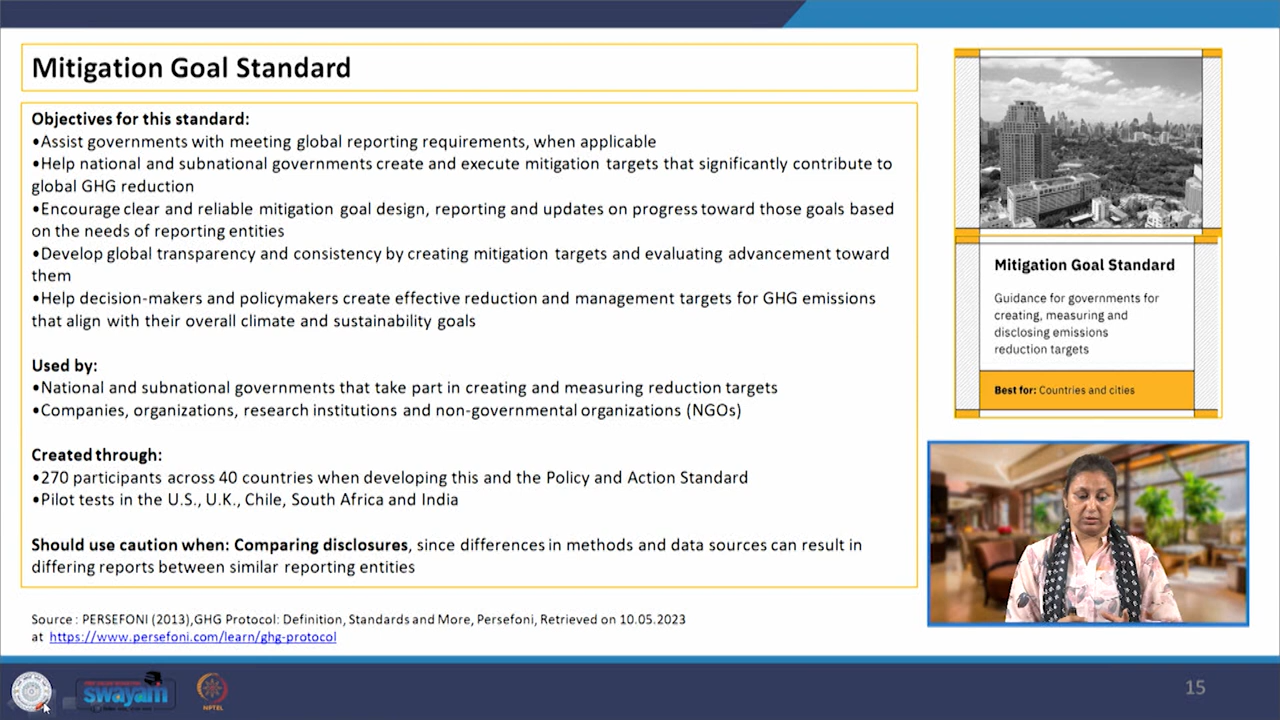 Mitigation Goal Standard
Objectives for this standard:
•Assist governments with meeting global reporting requirements, when applicable
•Help national and subnational governments create and execute mitigation targets that significantly contribute to
global GHG reduction
•Encourage clear and reliable mitigation goal design, reporting and updates on progress toward those goals based
on the needs of reporting entities
•Develop global transparency and consistency by creating mitigation targets and evaluating advancement toward
them
•Help decision-makers and policymakers create effective reduction and management targets for GHG emissions
that align with their overall climate and sustainability goals
Used by:
•National and subnational governments that take part in creating and measuring reduction targets
•Companies, organizations, research institutions and non-governmental organizations (NGOs)
Created through:
•270 participants across 40 countries when developing this and the Policy and Action Standard
•Pilot tests in the U.S., U.K., Chile, South Africa and India
Should use caution when: Comparing disclosures, since differences in methods and data sources can result in
differing reports between similar reporting entities
Source : PERSEFONI (2013),GHG Protocol: Definition, Standards and More, Persefoni, Retrieved on 10.05.2023
at https://www.persefoni.com/learn/ghg-protocol
Mitigation Goal Standard
Guidance for governments for
creating, measuring and
disclosing emissions
reduction targets
Best for: Countries and cities
swayam
NPTEL
15